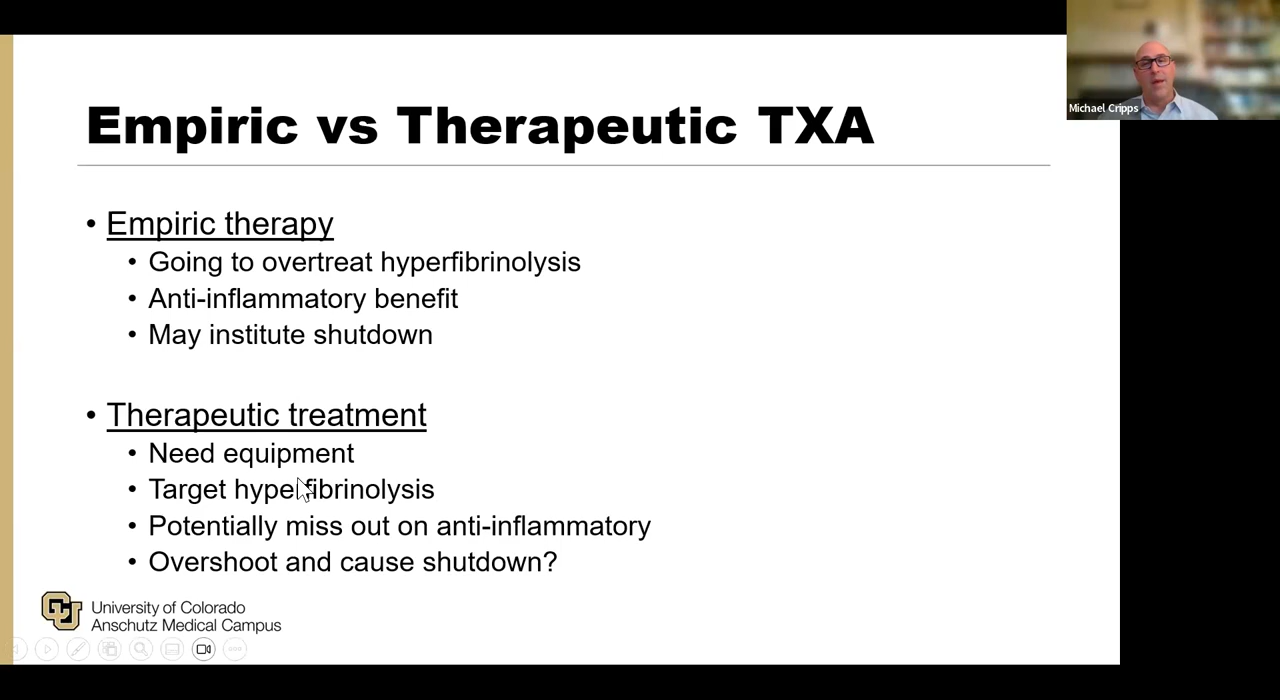 Michael Cripps
Empiric vs Therapeutic TXA
• Empiric therapy
• Going to overtreat hyperfibrinolysis
• Anti-inflammatory benefit
• May institute shutdown
• Therapeutic treatment
• Need equipment
• Target hyperfibrinolysis
• Potentially miss out on anti-inflammatory
• Overshoot and cause shutdown?
CU
University of Colorado
Anschutz Medical Campus